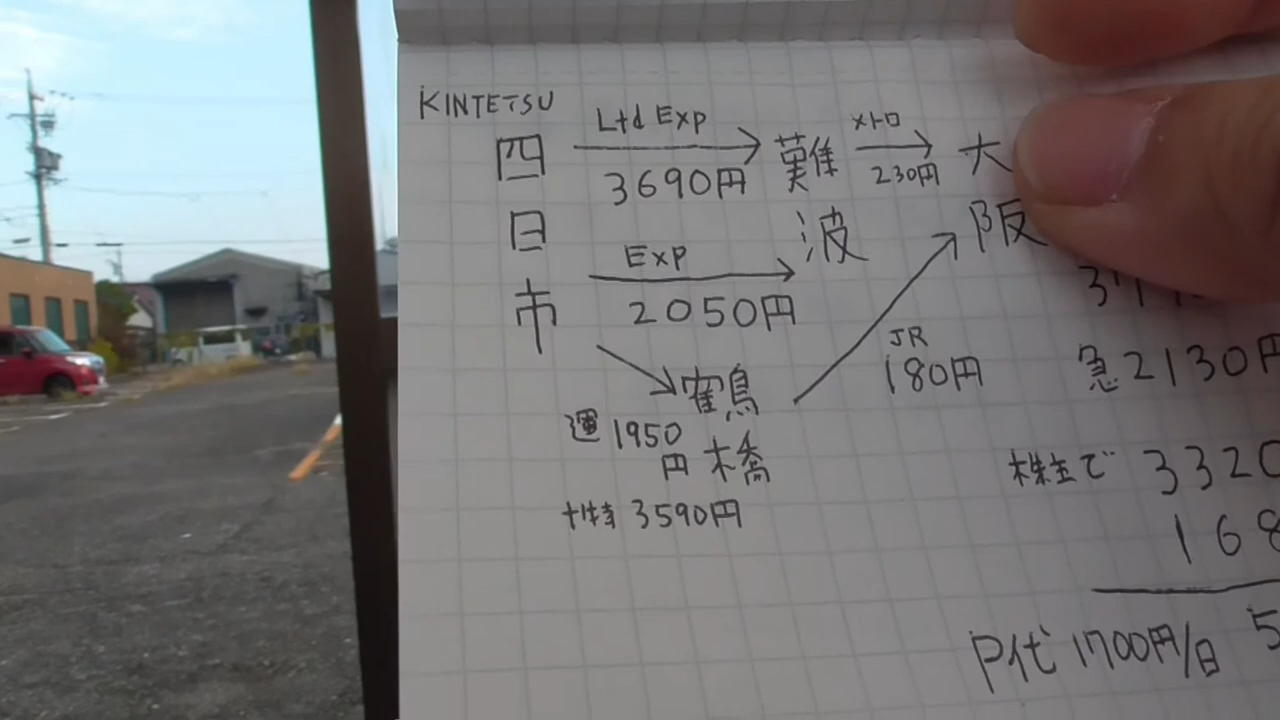 KINTETSU
四日市
Ltd Exp
3690円
難波
メトロ
230円
大阪
Exp
2050円
鶴橋
運 1950円
+特 3590円
JR
180円
急 2130円
株主で 3320
168
P代 1700円/日